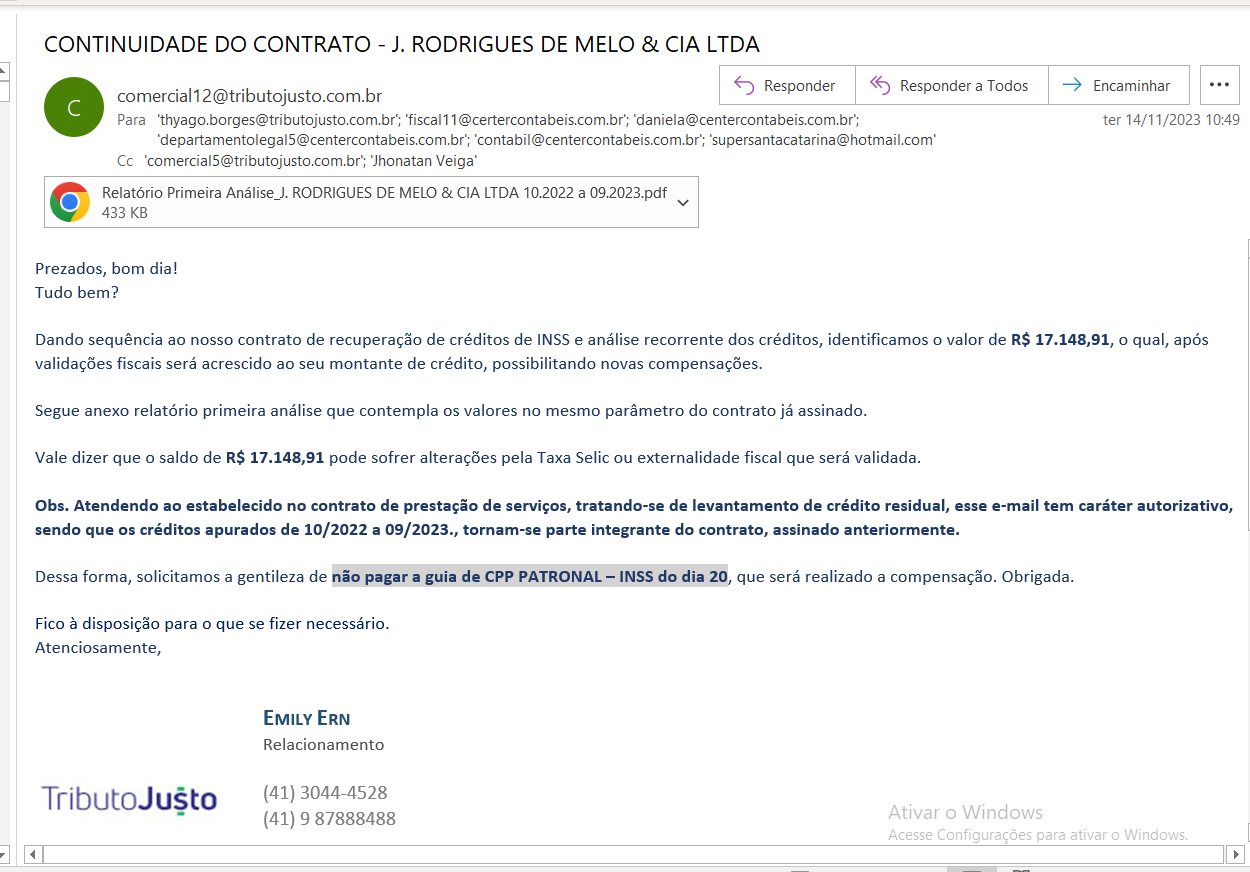 CONTINUIDADE DO CONTRATO - J. RODRIGUES DE MELO & CIA LTDA
C
comercial12@tributojusto.com.br
Responder
Responder a Todos
Encaminhar
Para 'thyago.borges@tributojusto.com.br'; 'fiscal11@certercontabeis.com.br'; 'daniela@centercontabeis.com.br';
ter 14/11/2023 10:49
'departamentolegal5@centercontabeis.com.br'; 'contabil@centercontabeis.com.br'; 'supersantacatarina@hotmail.com'
Cc 'comercial5@tributojusto.com.br'; 'Jhonatan Veiga'
Relatório Primeira Análise_J. RODRIGUES DE MELO & CIA LTDA 10.2022 a 09.2023.pdf
433 KB
Prezados, bom dia!
Tudo bem?
Dando sequência ao nosso contrato de recuperação de créditos de INSS e análise recorrente dos créditos, identificamos o valor de R$ 17.148,91, o qual, após
validações fiscais será acrescido ao seu montante de crédito, possibilitando novas compensações.
Segue anexo relatório primeira análise que contempla os valores no mesmo parâmetro do contrato já assinado.
Vale dizer que o saldo de R$ 17.148,91 pode sofrer alterações pela Taxa Selic ou externalidade fiscal que será validada.
Obs. Atendendo ao estabelecido no contrato de prestação de serviços, tratando-se de levantamento de crédito residual, esse e-mail tem caráter autorizativo,
sendo que os créditos apurados de 10/2022 a 09/2023., tornam-se parte integrante do contrato, assinado anteriormente.
Dessa forma, solicitamos a gentileza de não pagar a guia de CPP PATRONAL – INSS do dia 20, que será realizado a compensação. Obrigada.
Fico à disposição para o que se fizer necessário.
Atenciosamente,
EMILY ERN
Relacionamento
TributoJusto
(41) 3044-4528
(41) 9 87888488
Ativar o Windows
Acesse Configurações para ativar o Windows.